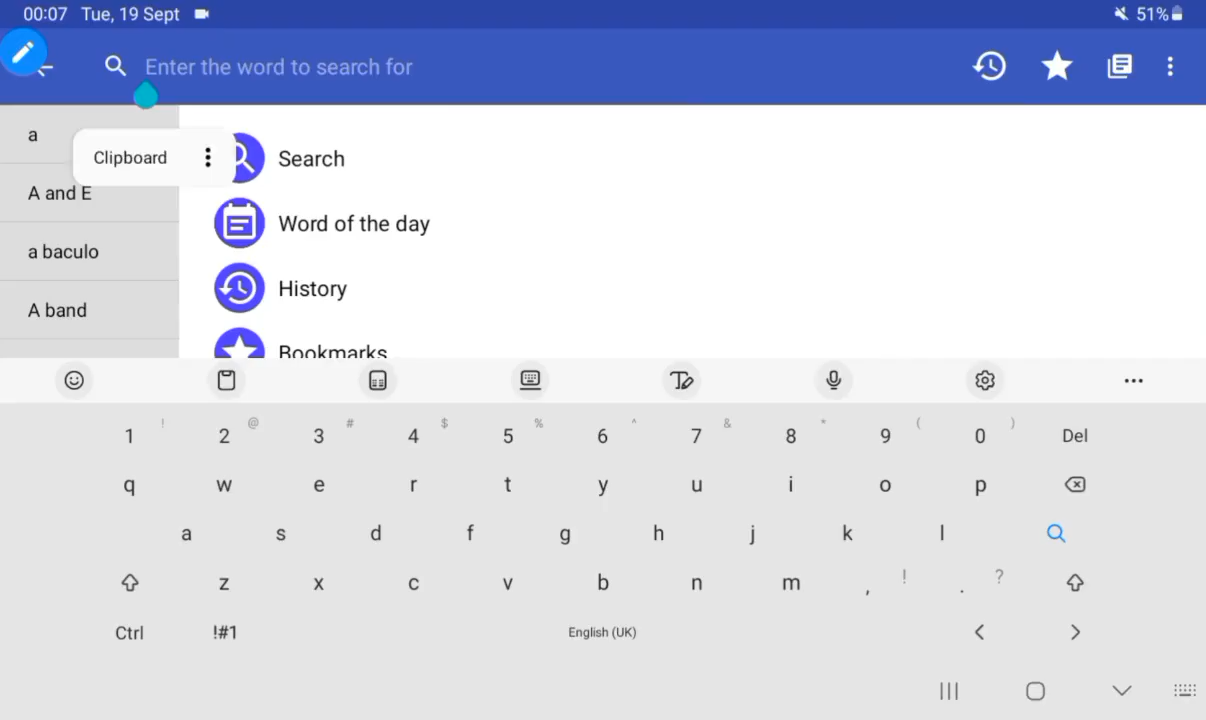 00:07 Tue, 19 Sept 51%
Enter the word to search for
a
Clipboard
Search
A and E
Word of the day
a baculo
History
A band
Bookmarks
1 ! 2 @ 3 # 4 $ 5 % 6 ^ 7 & 8 * 9 ( 0 ) Del
q w e r t y u i o p
a s d f g h j k l
z x c v b n m , ! . ?
Ctrl !#1 English (UK) < >